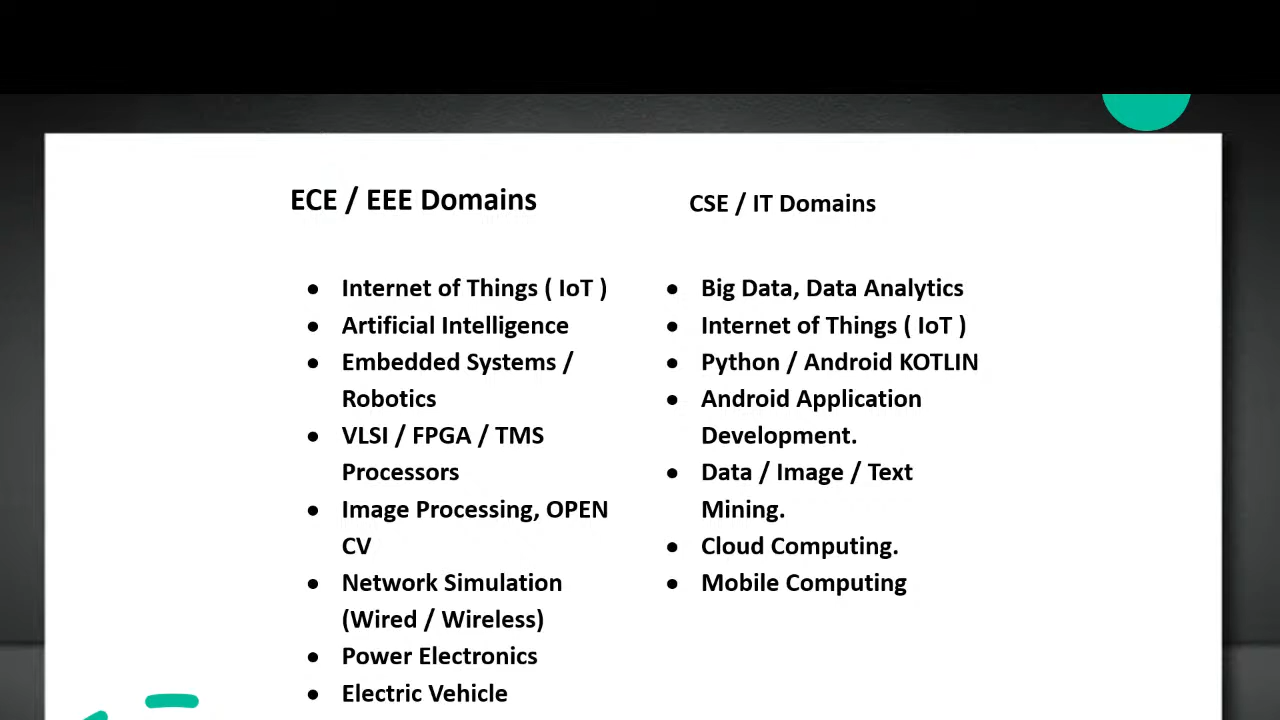 ECE / EEE Domains
Internet of Things ( IoT )
Artificial Intelligence
Embedded Systems /
Robotics
VLSI / FPGA / TMS
Processors
Image Processing, OPEN
CV
Network Simulation
(Wired / Wireless)
Power Electronics
Electric Vehicle
CSE / IT Domains
Big Data, Data Analytics
Internet of Things ( IoT )
Python / Android KOTLIN
Android Application
Development.
Data / Image / Text
Mining.
Cloud Computing.
Mobile Computing